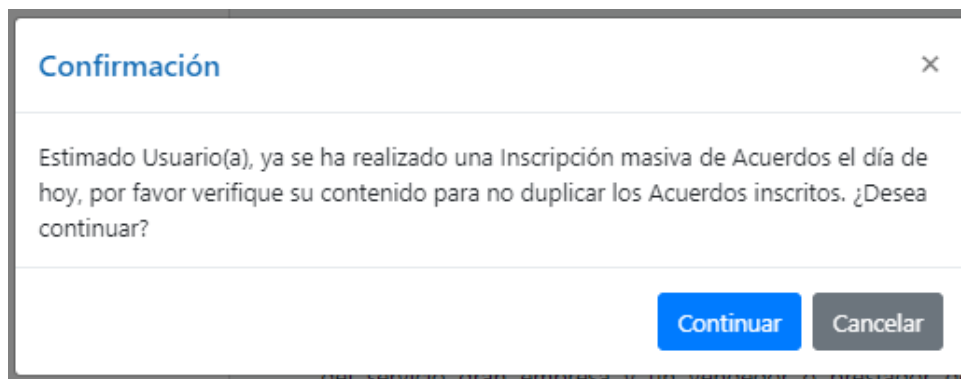 Confirmación
×
Estimado Usuario(a), ya se ha realizado una Inscripción masiva de Acuerdos el día de
hoy, por favor verifique su contenido para no duplicar los Acuerdos inscritos. ¿Desea
continuar?
Continuar
Cancelar